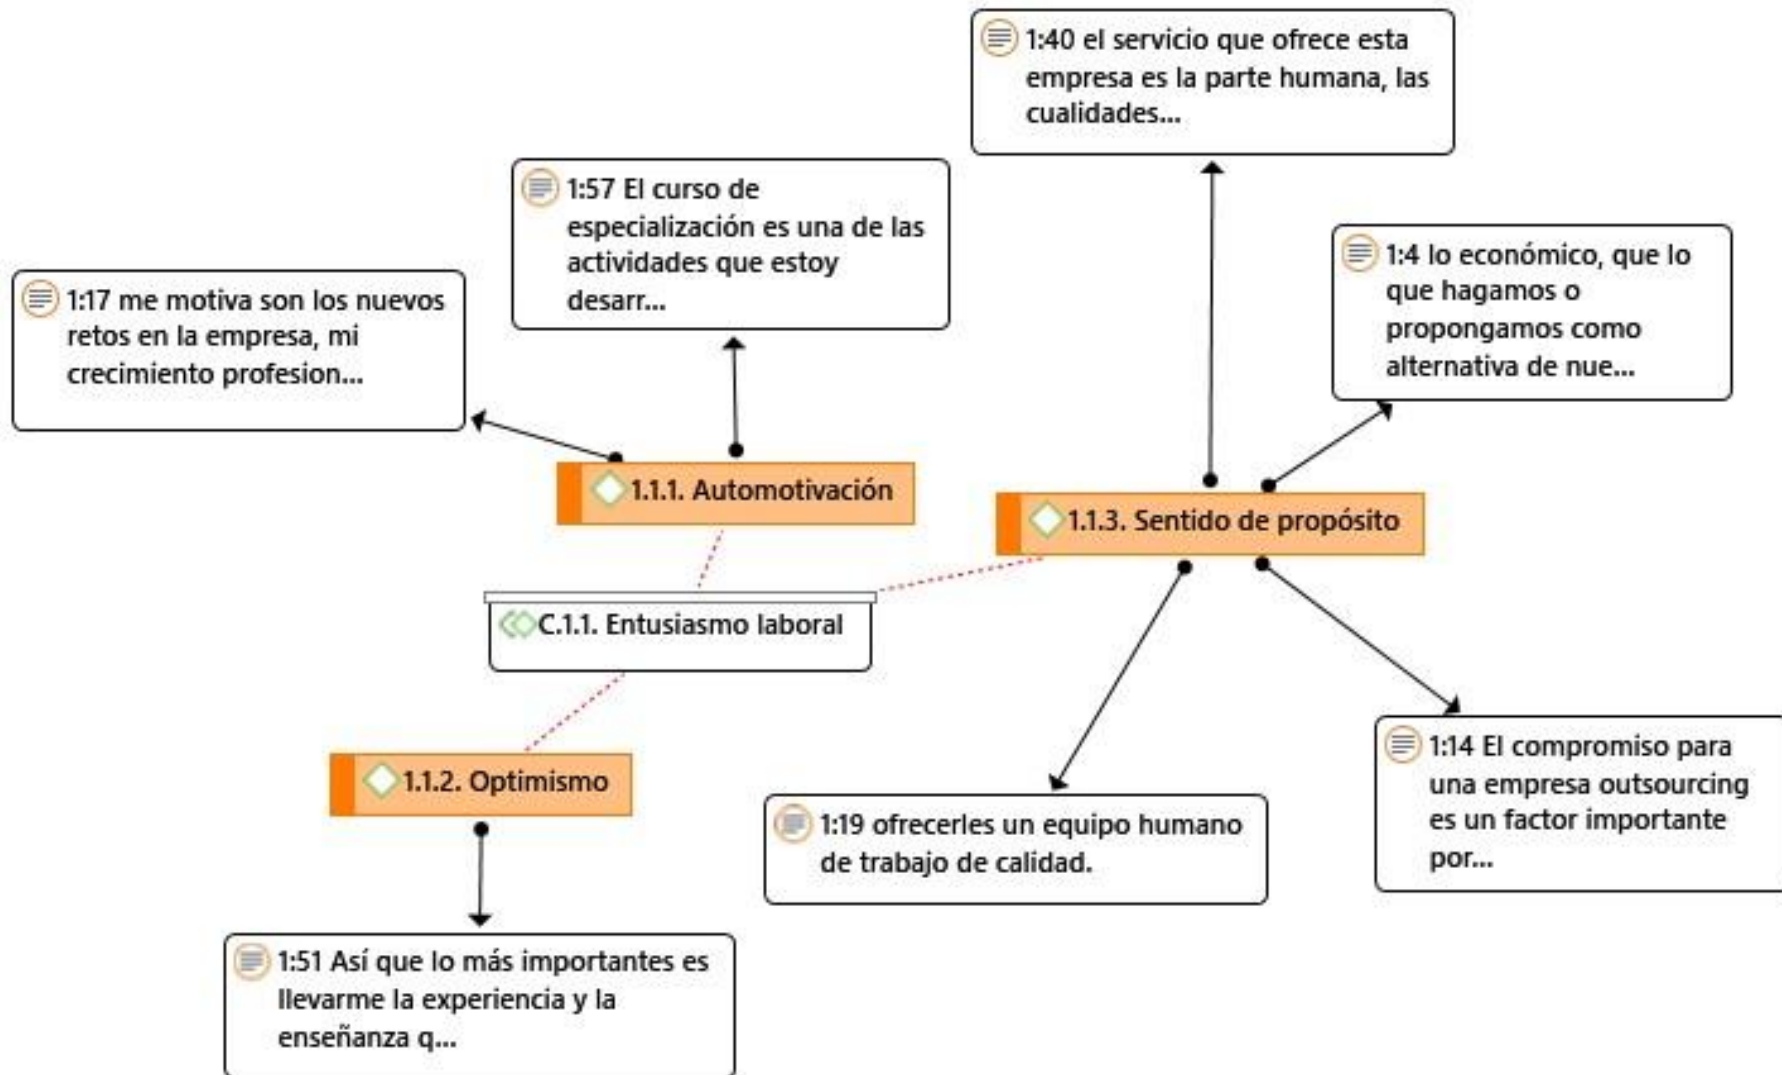 1:40 el servicio que ofrece esta
empresa es la parte humana, las
cualidades...
1:57 El curso de
especialización es una de las
actividades que estoy
desarr...
1:4 lo económico, que lo
que hagamos o
propongamos como
alternativa de nue...
1:17 me motiva son los nuevos
retos en la empresa, mi
crecimiento profesion...
1.1.1. Automotivación
1.1.3. Sentido de propósito
C.1.1. Entusiasmo laboral
1.1.2. Optimismo
1:14 El compromiso para
una empresa outsourcing
es un factor importante
por...
1:19 ofrecerles un equipo humano
de trabajo de calidad.
1:51 Así que lo más importantes es
llevarme la experiencia y la
enseñanza q...